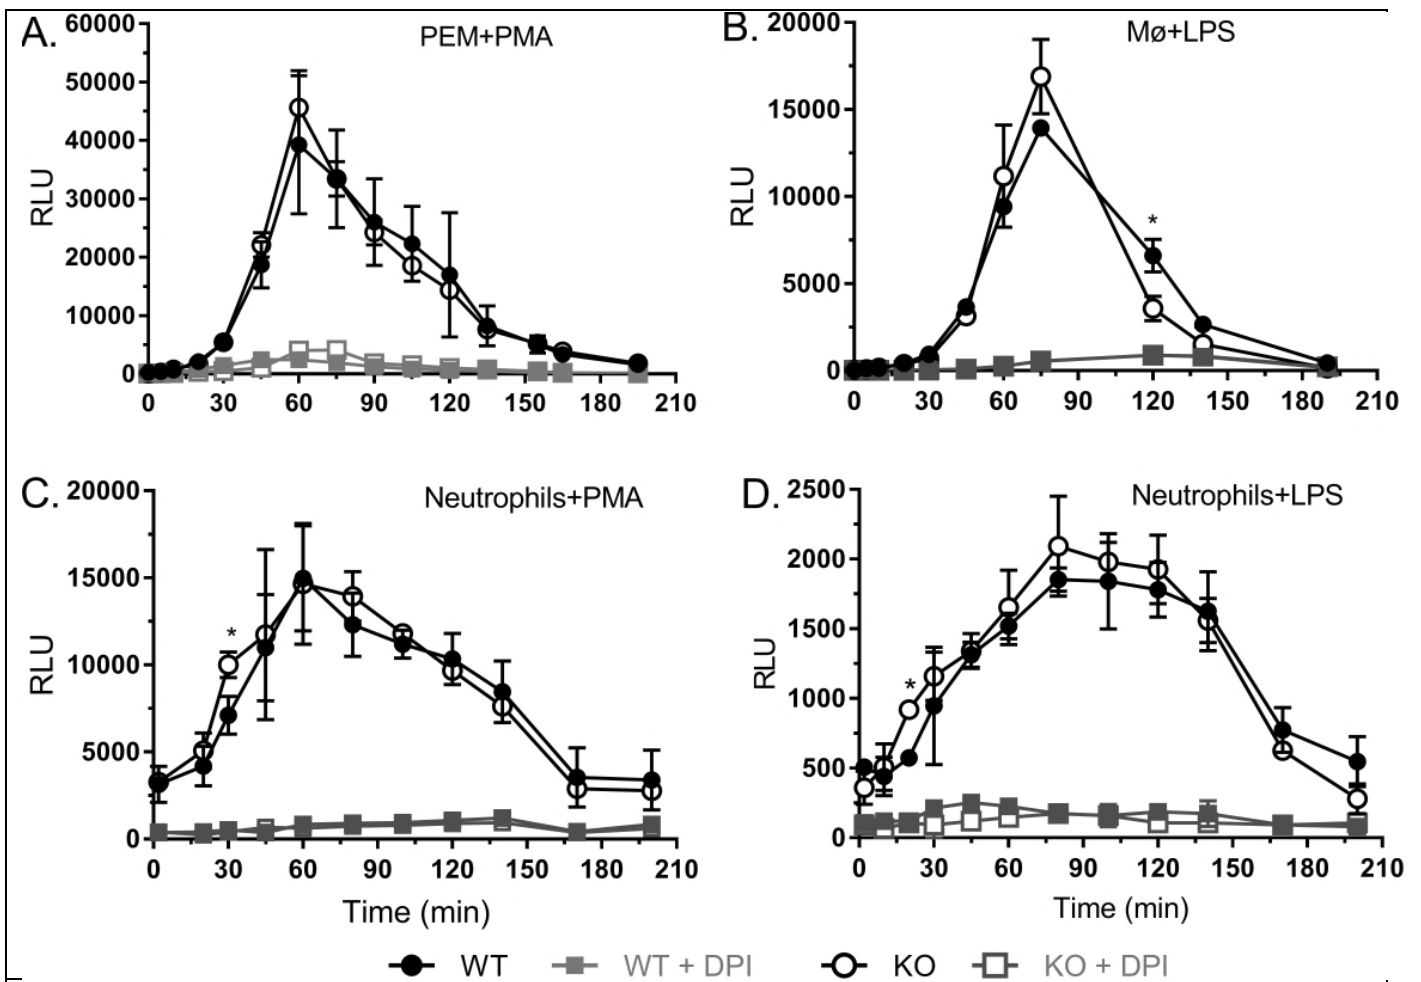 A.
PEM+PMA
RLU
60000
50000
40000
30000
20000
10000
0
0 30 60 90 120 150 180 210
B.
Mø+LPS
RLU
20000
15000
10000
5000
0
*
0 30 60 90 120 150 180 210
C.
Neutrophils+PMA
RLU
20000
15000
10000
5000
0
*
0 30 60 90 120 150 180 210
Time (min)
D.
Neutrophils+LPS
RLU
2500
2000
1500
1000
500
0
*
0 30 60 90 120 150 180 210
Time (min)
WT WT + DPI KO KO + DPI